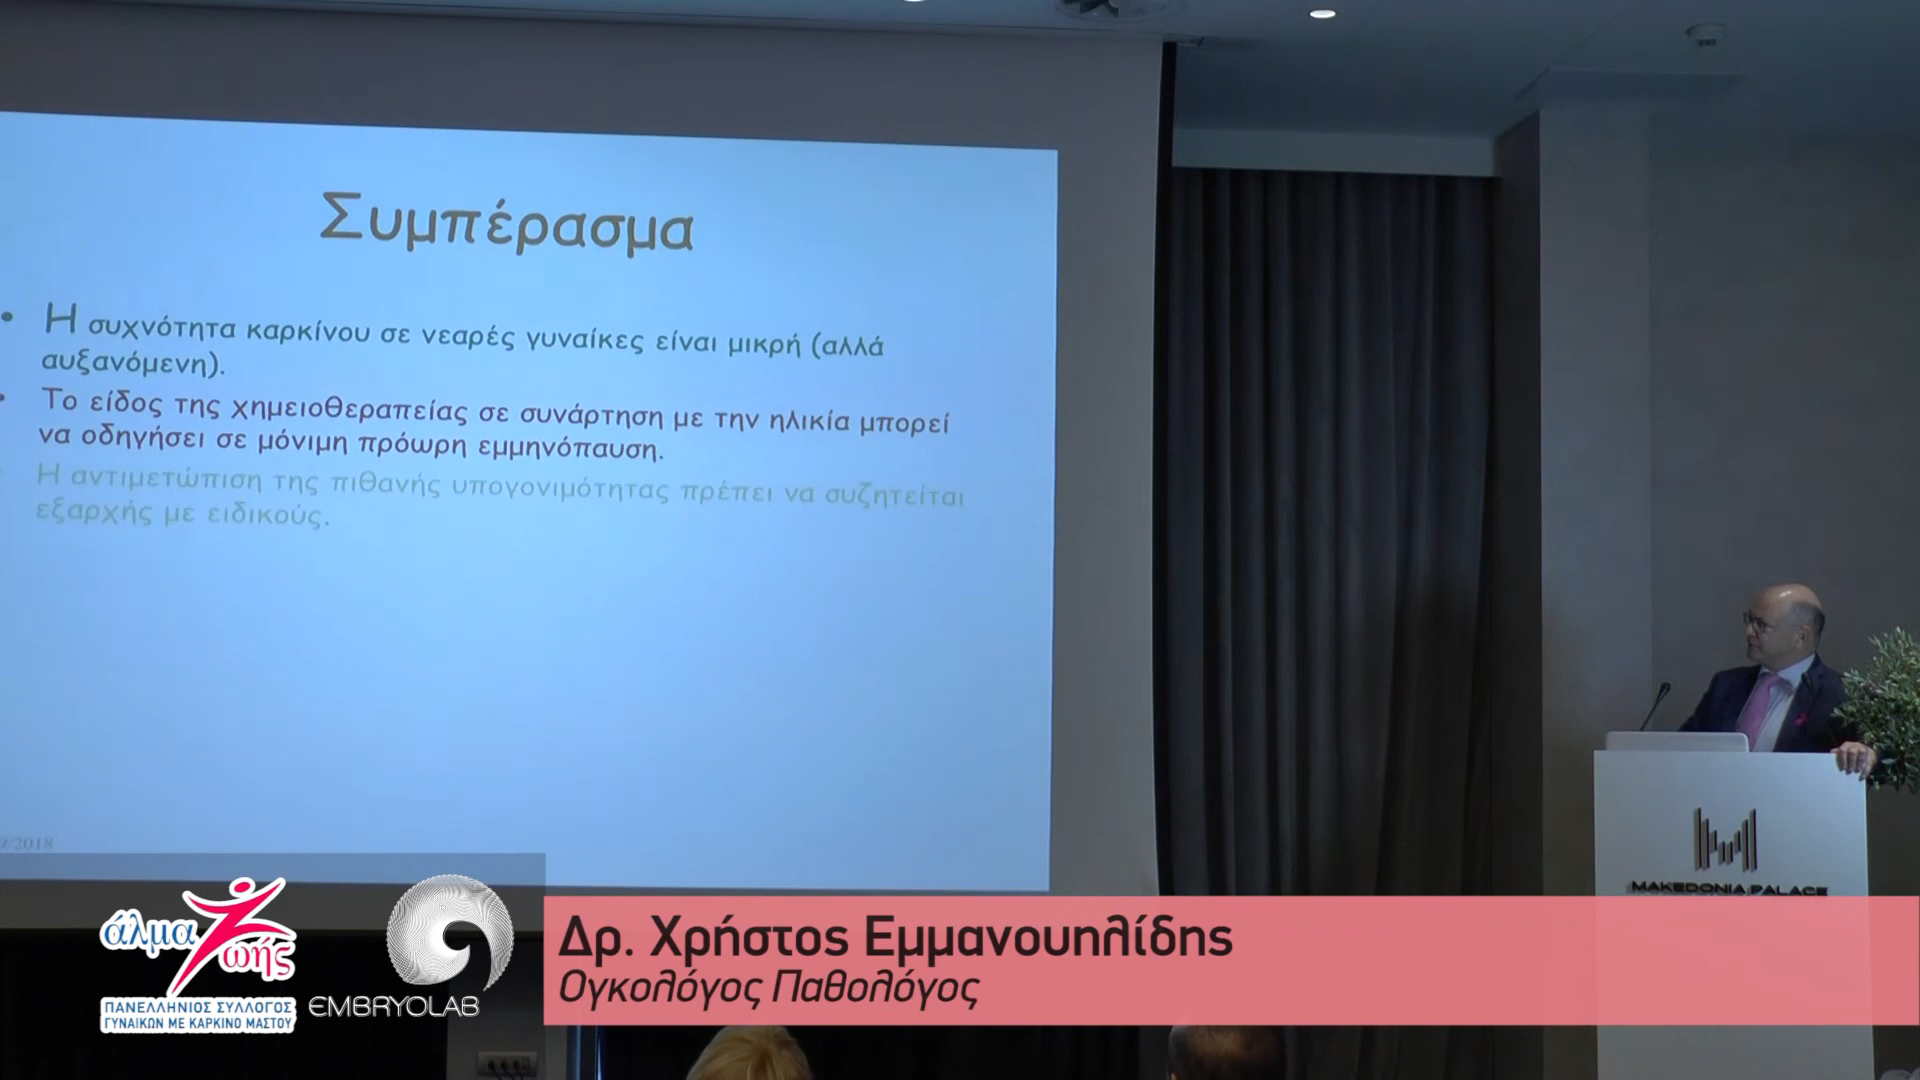 Συμπέρασμα
• Η συχνότητα καρκίνου σε νεαρές γυναίκες είναι μικρή (αλλά
αυξανόμενη).
• Το είδος της χημειοθεραπείας σε συνάρτηση με την ηλικία μπορεί
να οδηγήσει σε μόνιμη πρόωρη εμμηνόπαυση.
Η αντιμετώπιση της πιθανής υπογονιμότητας πρέπει να συζητείται
εξαρχής με ειδικούς.
9/2018
MAKEDONIA PALACE
άλμα
Ζωής
ΠΑΝΕΛΛΗΝΙΟΣ ΣΥΛΛΟΓΟΣ
ΓΥΝΑΙΚΩΝ ΜΕ ΚΑΡΚΙΝΟ ΜΑΣΤΟΥ
EMBRYOLAB
Δρ. Χρήστος Εμμανουηλίδης
Ογκολόγος Παθολόγος